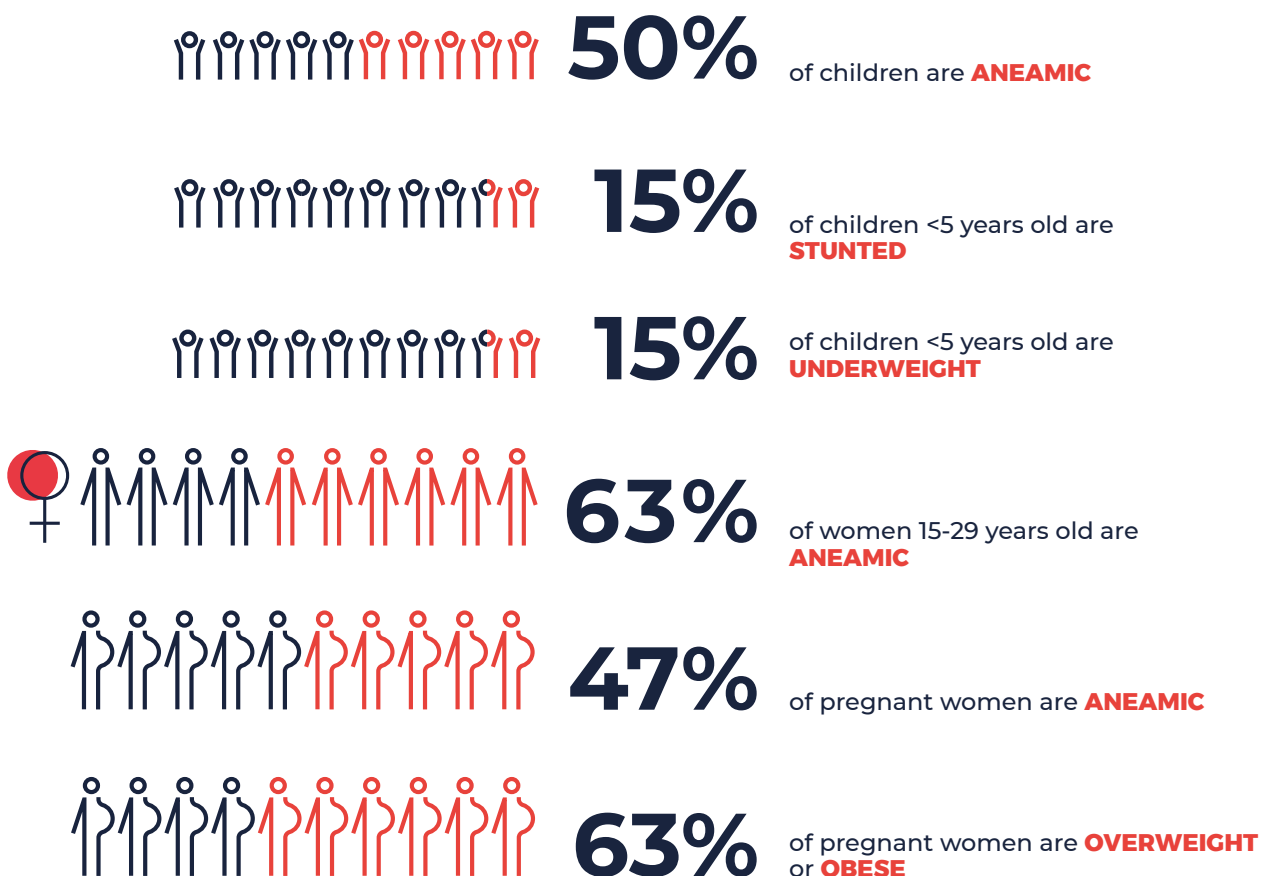 50%
of children are ANEAMIC
15%
of children <5 years old are
STUNTED
15%
of children <5 years old are
UNDERWEIGHT
63%
of women 15-29 years old are
ANEAMIC
47%
of pregnant women are ANEAMIC
63%
of pregnant women are OVERWEIGHT
or OBESE